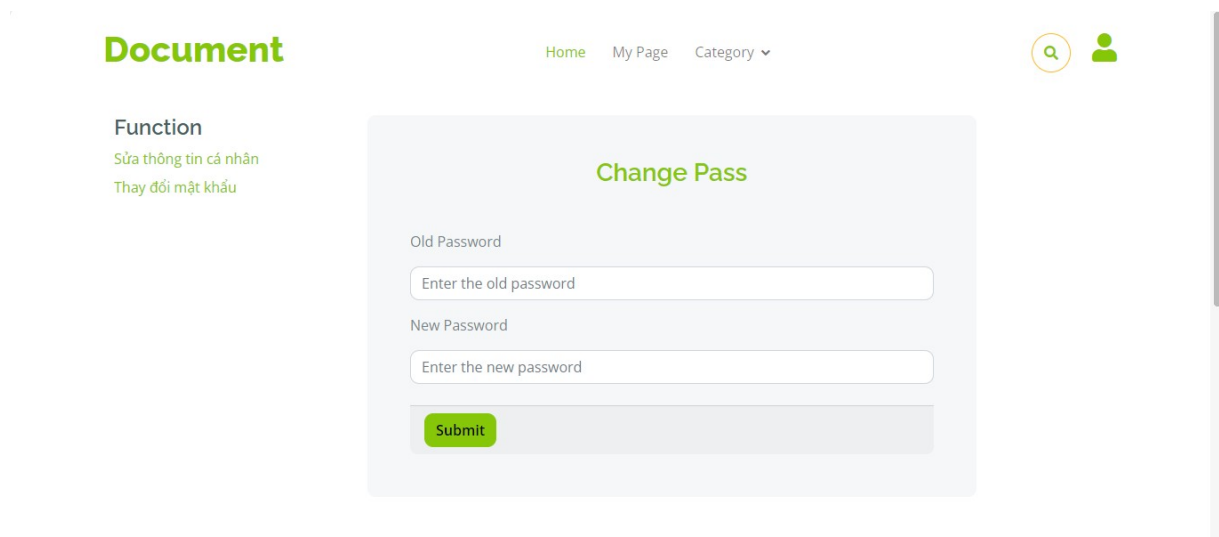 Document
Home My Page Category
Function
Sửa thông tin cá nhân
Thay đổi mật khẩu
Change Pass
Old Password
Enter the old password
New Password
Enter the new password
Submit